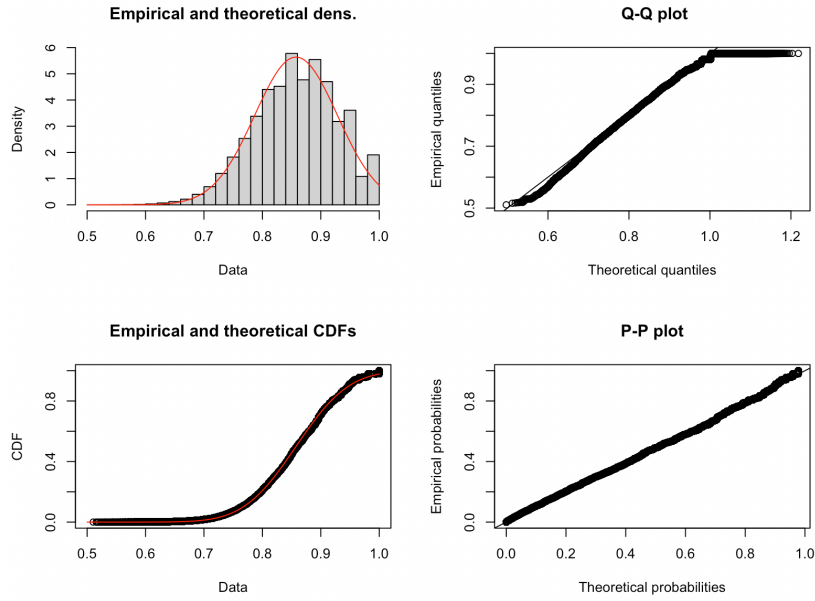 Empirical and theoretical dens.
Density
0 1 2 3 4 5 6
0.5 0.6 0.7 0.8 0.9 1.0
Data
Q-Q plot
Empirical quantiles
0.5 0.7 0.9
0.6 0.8 1.0 1.2
Theoretical quantiles
Empirical and theoretical CDFs
CDF
0.0 0.4 0.8
0.5 0.6 0.7 0.8 0.9 1.0
Data
P-P plot
Empirical probabilities
0.0 0.4 0.8
0.0 0.2 0.4 0.6 0.8 1.0
Theoretical probabilities